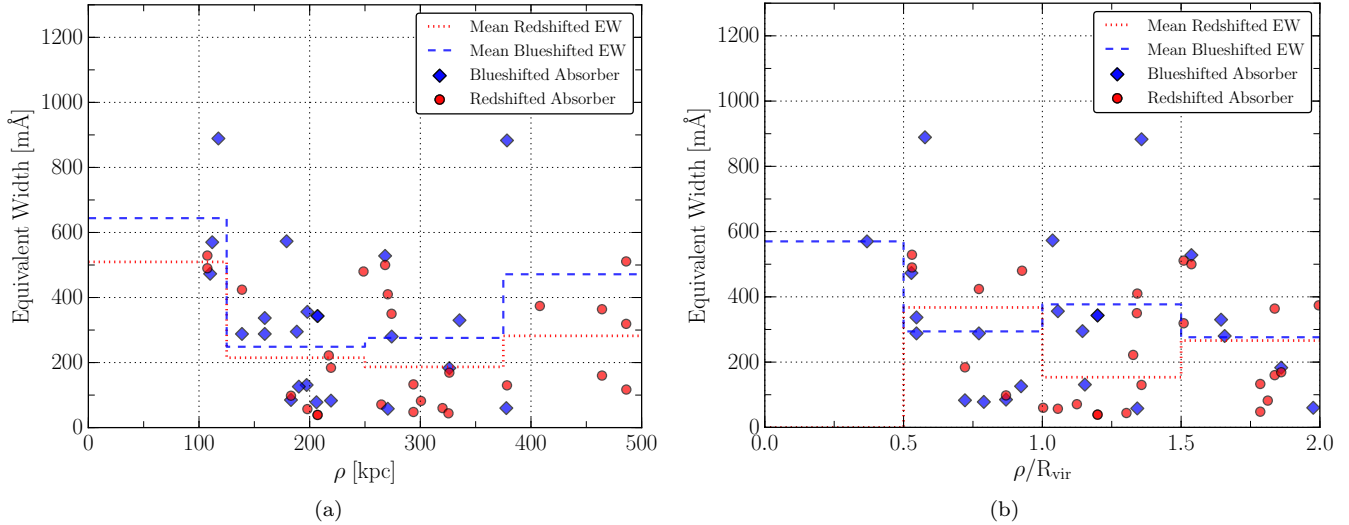 1200
1000
800
600
400
200
0
Equivalent Width [mÅ]
0 100 200 300 400 500
ρ [kpc]
Mean Redshifted EW
Mean Blueshifted EW
Blueshifted Absorber
Redshifted Absorber
(a)
1200
1000
800
600
400
200
0
Equivalent Width [mÅ]
0.0 0.5 1.0 1.5 2.0
ρ/R_vir
Mean Redshifted EW
Mean Blueshifted EW
Blueshifted Absorber
Redshifted Absorber
(b)